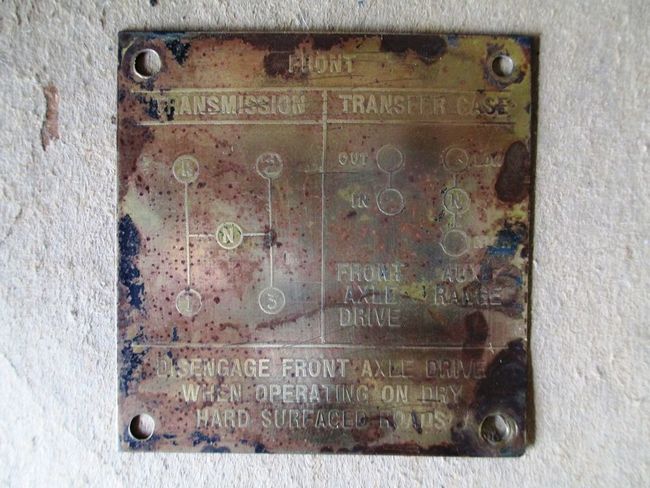 FRONT
TRANSMISSION TRANSFER CASE
R 2 OUT LOW
N IN N
1 3
FRONT AUX
AXLE RANGE
DRIVE
DISENGAGE FRONT AXLE DRIVE
WHEN OPERATING ON DRY
HARD SURFACED ROADS